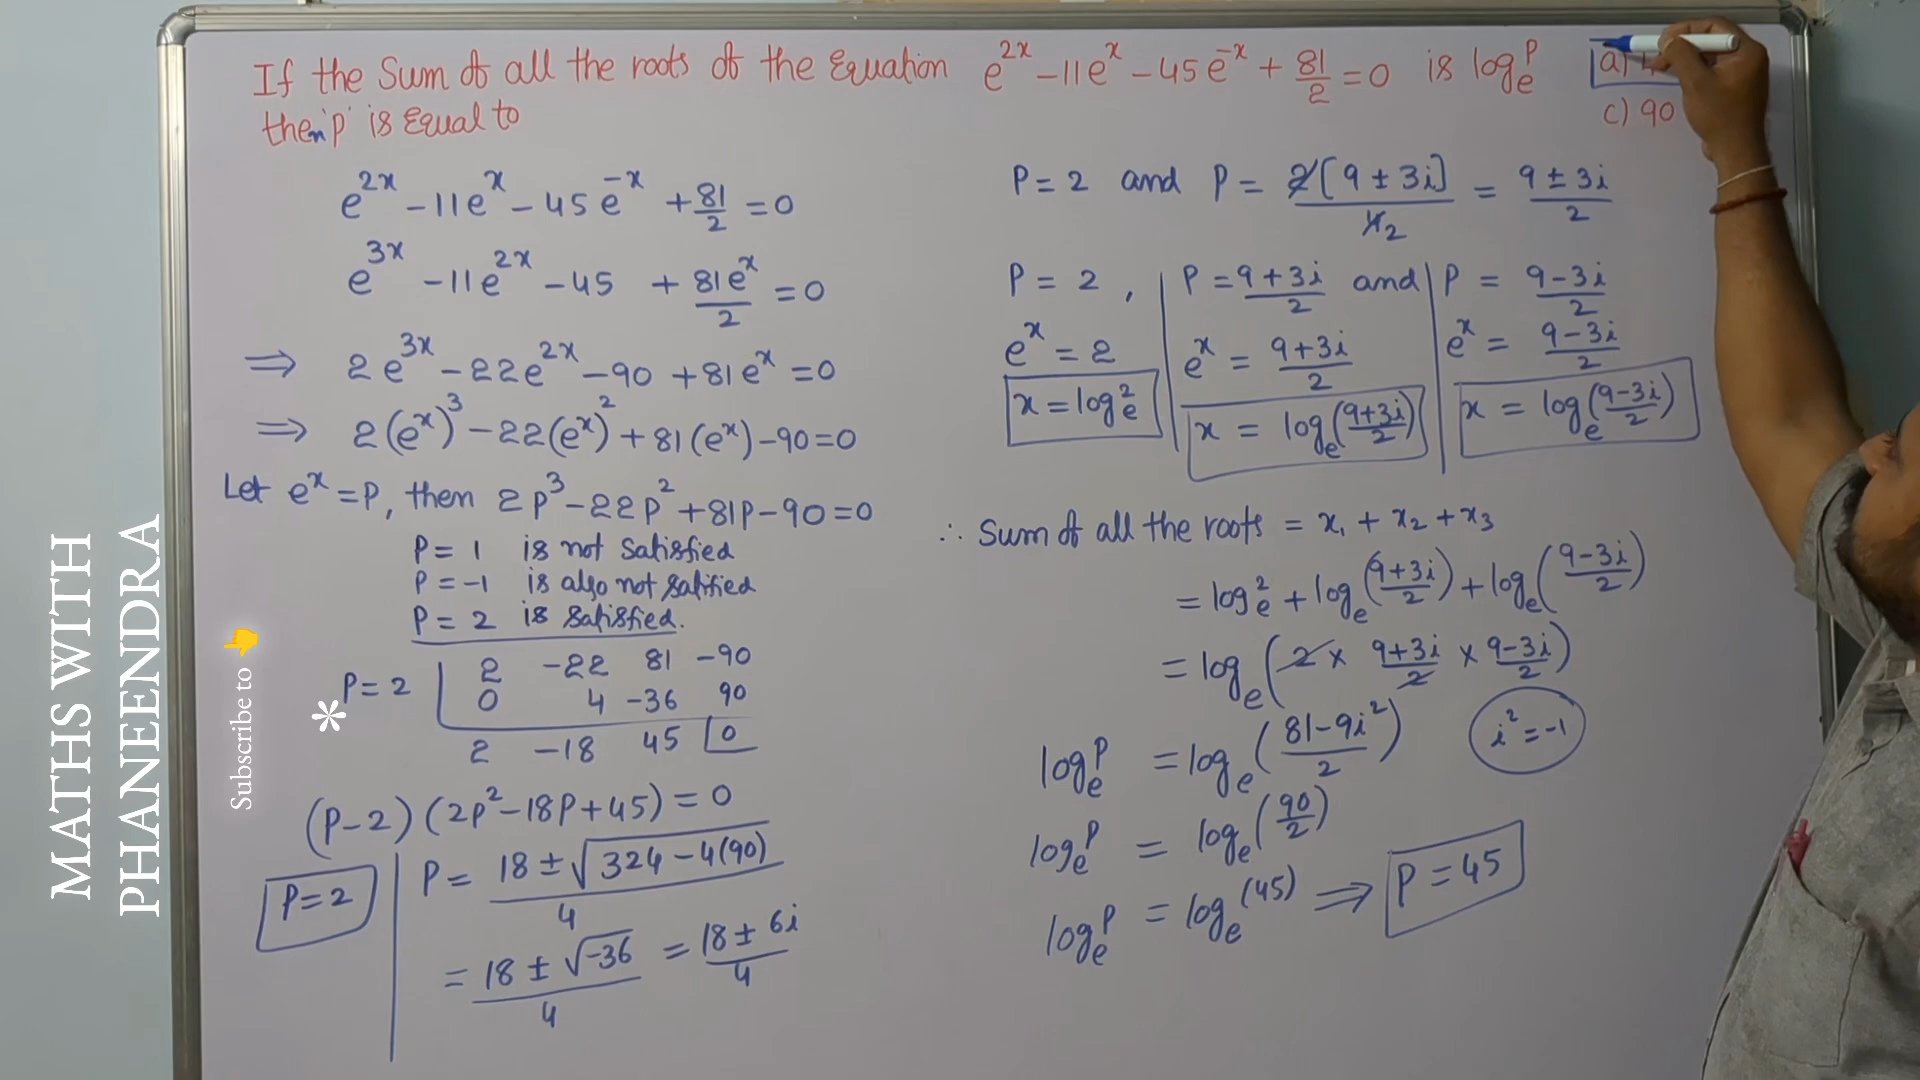 If the Sum of all the roots of the Equation e^{2x} - 11e^{x} - 45e^{-x} + 81/2 = 0 is log_e^P
then 'p' is Equal to
a)
c) 90
e^{2x} - 11e^{x} - 45e^{-x} + 81/2 = 0
e^{3x} - 11e^{2x} - 45 + 81e^{x}/2 = 0
⇒ 2e^{3x} - 22e^{2x} - 90 + 81e^{x} = 0
⇒ 2(e^{x})^3 - 22(e^{x})^2 + 81(e^{x}) - 90 = 0
Let e^{x} = P, then 2p^3 - 22p^2 + 81p - 90 = 0
P = 1 is not Satisfied
P = -1 is also not Satified
P = 2 is Satisfied.
P = 2 | 2 -22 81 -90
0 4 -36 90
2 -18 45 |0
(P-2)(2p^2 - 18P + 45) = 0
P = 2
P = (18 ± √(324 - 4(90)))/4
= (18 ± √-36)/4 = (18 ± 6i)/4
P = 2 and P = 2[9 ± 3i]/4 2 = (9 ± 3i)/2
P = 2, | P = (9+3i)/2 and | P = (9-3i)/2
e^{x} = 2 | e^{x} = (9+3i)/2 | e^{x} = (9-3i)/2
x = log_e^2 | x = log_e((9+3i)/2) | x = log_e((9-3i)/2)
∴ Sum of all the roots = x₁ + x₂ + x₃
= log_e^2 + log_e((9+3i)/2) + log_e((9-3i)/2)
= log_e(2 × (9+3i)/2 × (9-3i)/2)
log_e^P = log_e((81-9i^2)/2)
i^2 = -1
log_e^P = log_e(90/2)
log_e^P = log_e^(45) ⇒ P = 45
MATHS WITH
PHANEENDRA
Subscribe to 👈
*